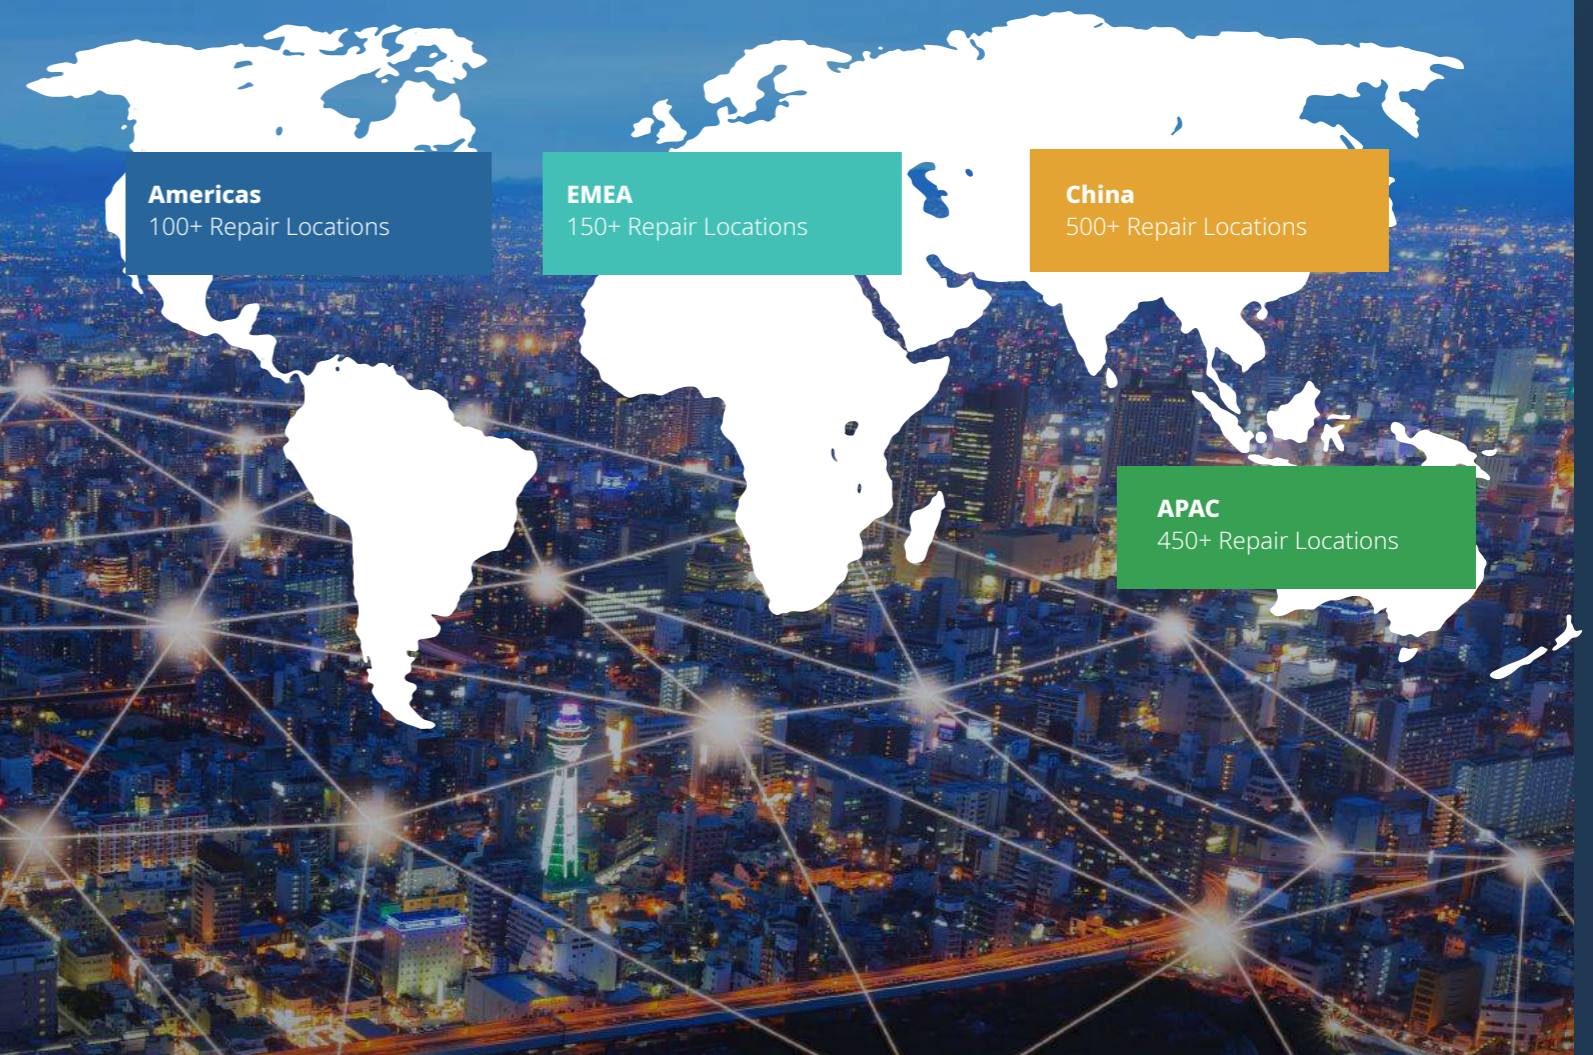 Americas
100+ Repair Locations
EMEA
150+ Repair Locations
China
500+ Repair Locations
APAC
450+ Repair Locations